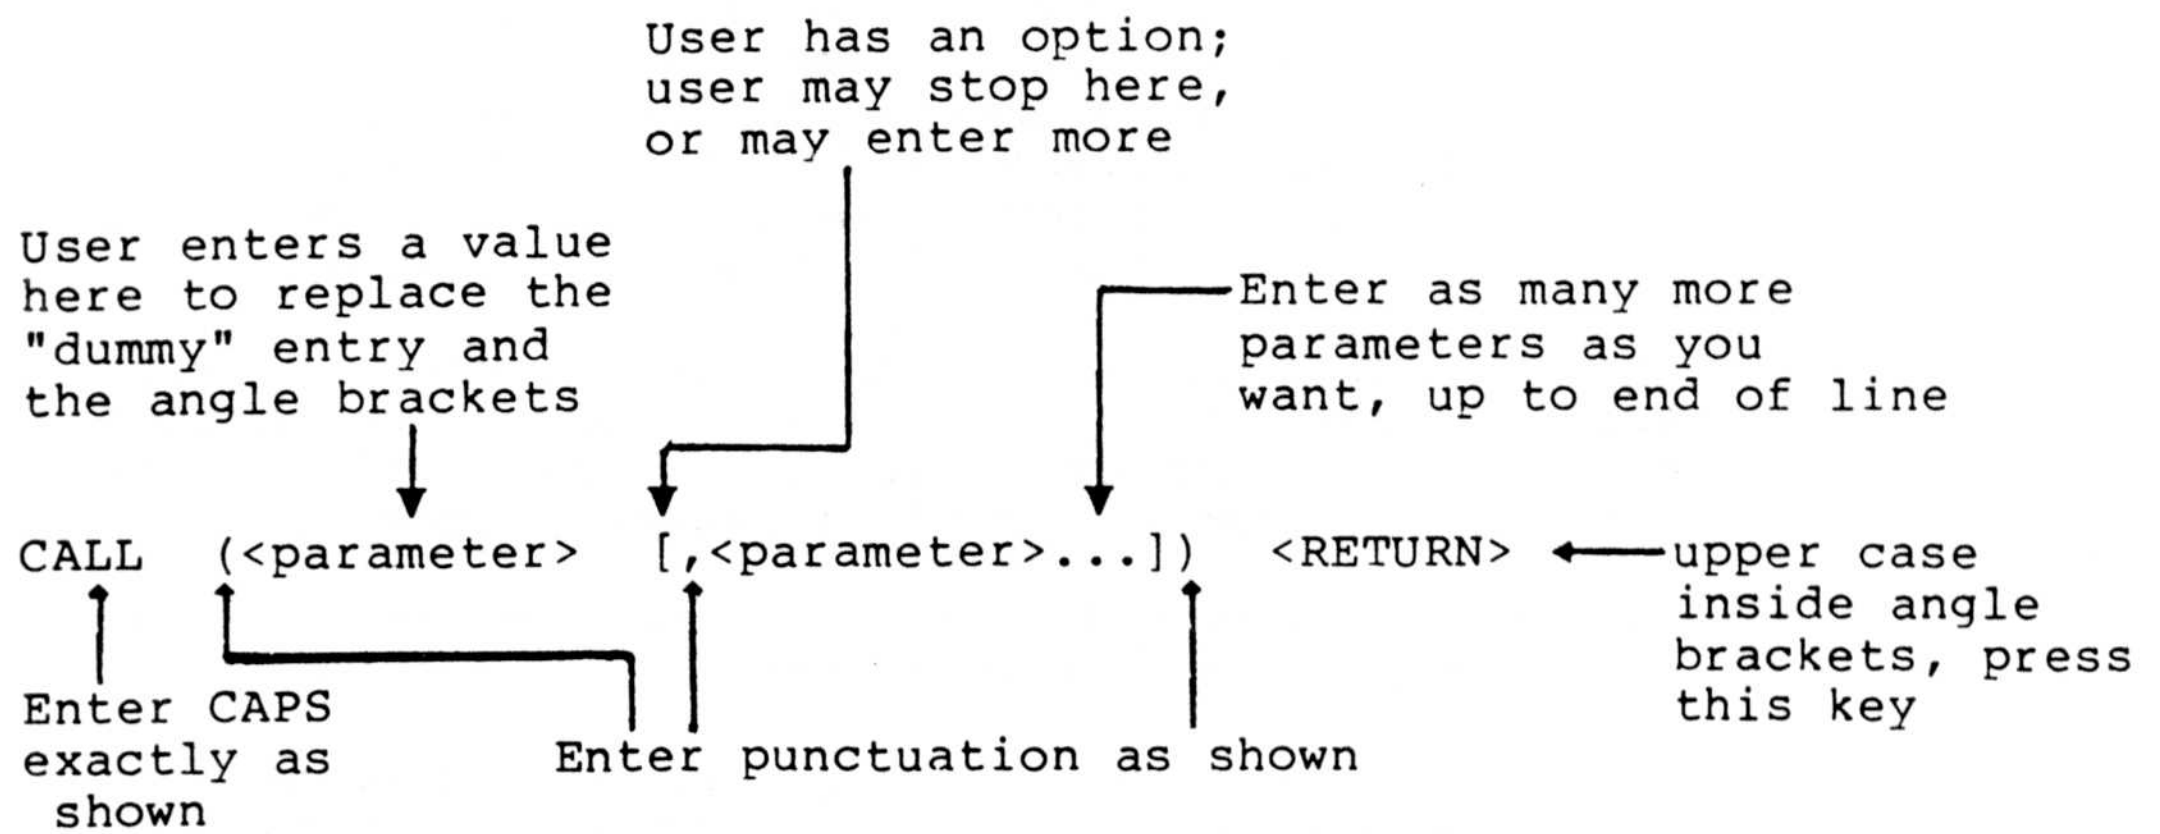 User has an option;
user may stop here,
or may enter more
User enters a value
here to replace the
"dummy" entry and
the angle brackets
Enter as many more
parameters as you
want, up to end of line
CALL (<parameter> [,<parameter>...]) <RETURN>
upper case
inside angle
brackets, press
this key
Enter CAPS
exactly as
shown
Enter punctuation as shown